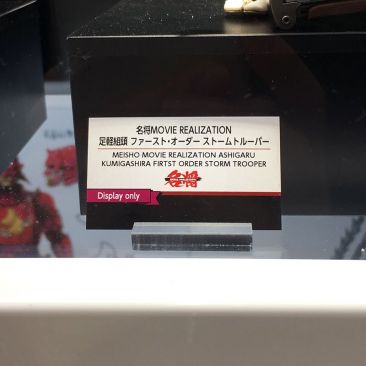 名将MOVIE REALIZATION
足軽組頭 ファースト・オーダー ストームトルーパー
MEISHO MOVIE REALIZATION ASHIGARU
KUMIGASHIRA FIRTST ORDER STORM TROOPER
名将
Display only